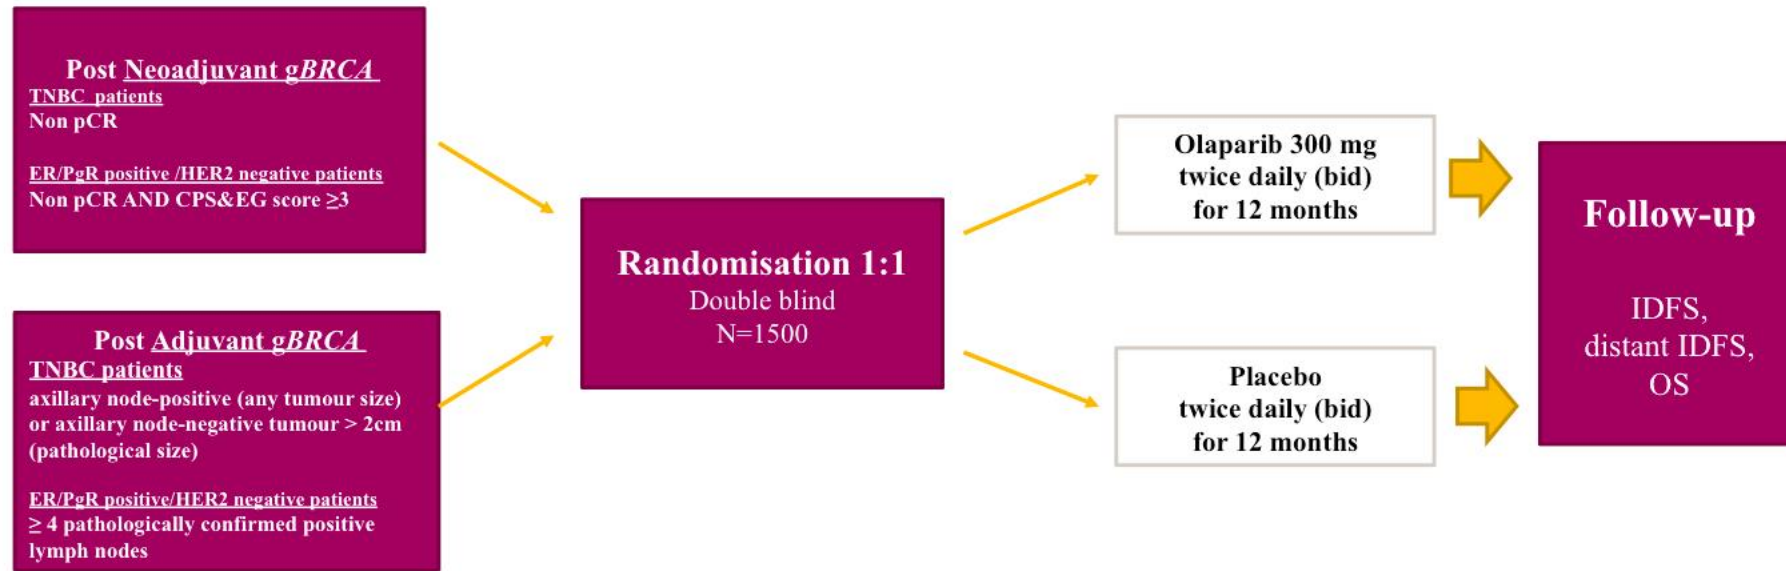 Post Neoadjuvant gBRCA
TNBC patients
Non pCR
ER/PgR positive /HER2 negative patients
Non pCR AND CPS&EG score ≥3
Post Adjuvant gBRCA
TNBC patients
axillary node-positive (any tumour size)
or axillary node-negative tumour > 2cm
(pathological size)
ER/PgR positive/HER2 negative patients
≥ 4 pathologically confirmed positive
lymph nodes
Randomisation 1:1
Double blind
N=1500
Olaparib 300 mg
twice daily (bid)
for 12 months
Placebo
twice daily (bid)
for 12 months
Follow-up
IDFS,
distant IDFS,
OS